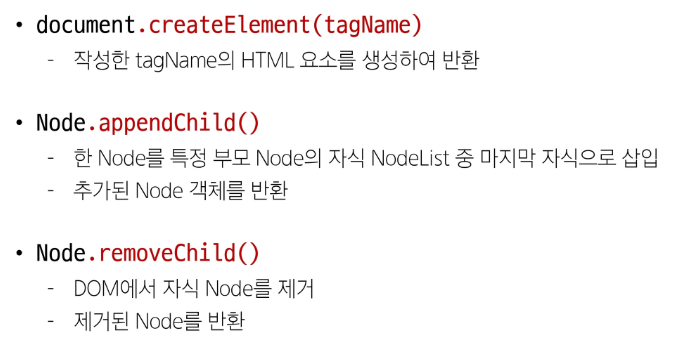 • document.createElement(tagName)
- 작성한 tagName의 HTML 요소를 생성하여 반환
• Node.appendChild()
- 한 Node를 특정 부모 Node의 자식 NodeList 중 마지막 자식으로 삽입
- 추가된 Node 객체를 반환
• Node.removeChild()
- DOM에서 자식 Node를 제거
- 제거된 Node를 반환